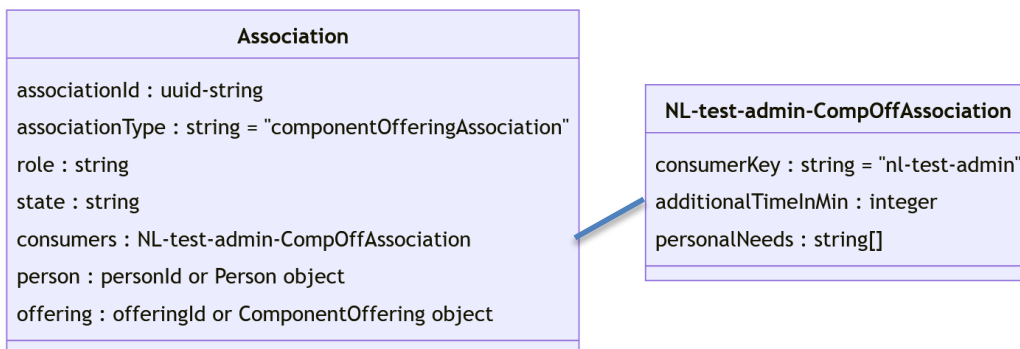 Association
associationId : uuid-string
associationType : string = "componentOfferingAssociation"
role : string
state : string
consumers : NL-test-admin-CompOffAssociation
person : personId or Person object
offering : offeringId or ComponentOffering object
NL-test-admin-CompOffAssociation
consumerKey : string = "nl-test-admin"
additionalTimeInMin : integer
personalNeeds : string[]